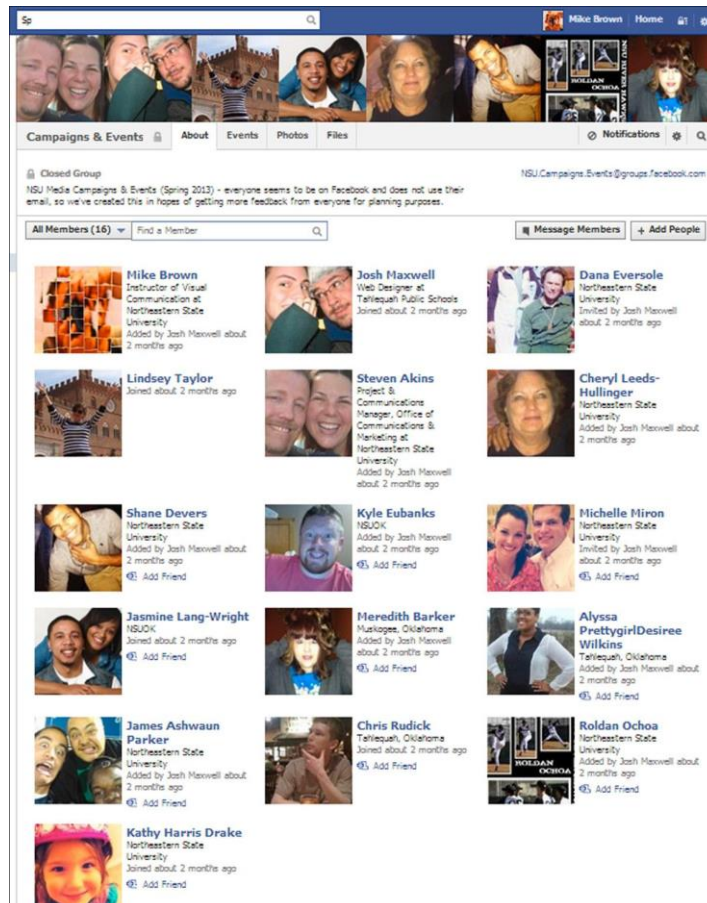 Sp
Mike Brown Home
ROLDAN
OCHOA
NSU RIVER HAWKS
Campaigns & Events About Events Photos Files Notifications
Closed Group NSU.Campaigns.Events@groups.facebook.com
NSU Media Campaigns & Events (Spring 2013) - everyone seems to be on Facebook and does not use their
email, so we've created this in hopes of getting more feedback from everyone for planning purposes.
All Members (16) Find a Member Message Members + Add People
Mike Brown
Instructor of Visual
Communication at
Northeastern State
University
Added by Josh Maxwell about
2 months ago
Josh Maxwell
Web Designer at
Tahlequah Public Schools
Joined about 2 months ago
Dana Eversole
Northeastern State
University
Invited by Josh Maxwell
about 2 months ago
Lindsey Taylor
Joined about 2 months ago
Steven Akins
Project &
Communications
Manager, Office of
Communications &
Marketing at
Northeastern State
University
Added by Josh Maxwell
about 2 months ago
Cheryl Leeds-
Hullinger
Northeastern State
University
Added by Josh Maxwell about
2 months ago
Shane Devers
Northeastern State
University
Added by Josh Maxwell about
2 months ago
Add Friend
Kyle Eubanks
NSUOK
Added by Josh Maxwell about
2 months ago
Add Friend
Michelle Miron
Northeastern State
University
Invited by Josh Maxwell
about 2 months ago
Add Friend
Jasmine Lang-Wright
NSUOK
Joined about 2 months ago
Add Friend
Meredith Barker
Muskogee, Oklahoma
Added by Josh Maxwell
about 2 months ago
Add Friend
Alyssa
PrettygirlDesiree
Wilkins
Tahlequah, Oklahoma
Added by Josh Maxwell about
2 months ago
Add Friend
James Ashwaun
Parker
Northeastern State
University
Added by Josh Maxwell about
2 months ago
Add Friend
Chris Rudick
Tahlequah, Oklahoma
Joined about 2 months ago
Add Friend
ROLDAN
OCHOA
Roldan Ochoa
Northeastern State
University
Added by Josh Maxwell about
2 months ago
Add Friend
Kathy Harris Drake
Northeastern State
University
Joined about 2 months ago
Add Friend